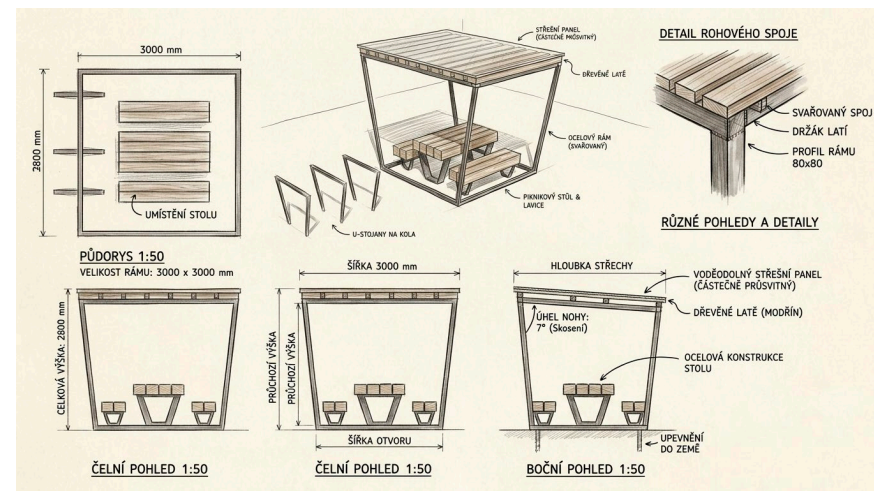 3000 mm
2800 mm
UMÍSTĚNÍ STOLU
PŮDORYS 1:50
VELIKOST RÁMU: 3000 x 3000 mm
STŘEŠNÍ PANEL
(ČÁSTEČNĚ PRŮSVITNÝ)
DŘEVĚNÉ LATĚ
OCELOVÝ RÁM
(SVAŘOVANÝ)
PIKNIKOVÝ STŮL &
LAVICE
U-STOJANY NA KOLA
DETAIL ROHOVÉHO SPOJE
SVAŘOVANÝ SPOJ
DRŽÁK LATÍ
PROFIL RÁMU
80x80
RŮZNÉ POHLEDY A DETAILY
CELKOVÁ VÝŠKA: 2800 mm
ČELNÍ POHLED 1:50
ŠÍŘKA 3000 mm
PRŮCHOZÍ VÝŠKA
PRŮCHOZÍ VÝŠKA
ŠÍŘKA OTVORU
ČELNÍ POHLED 1:50
HLOUBKA STŘECHY
ÚHEL NOHY:
7° (Skosení)
VODĚODOLNÝ STŘEŠNÍ PANEL
(ČÁSTEČNĚ PRŮSVITNÝ)
DŘEVĚNÉ LATĚ (MODŘÍN)
OCELOVÁ KONSTRUKCE
STOLU
UPEVNĚNÍ
DO ZEMĚ
BOČNÍ POHLED 1:50